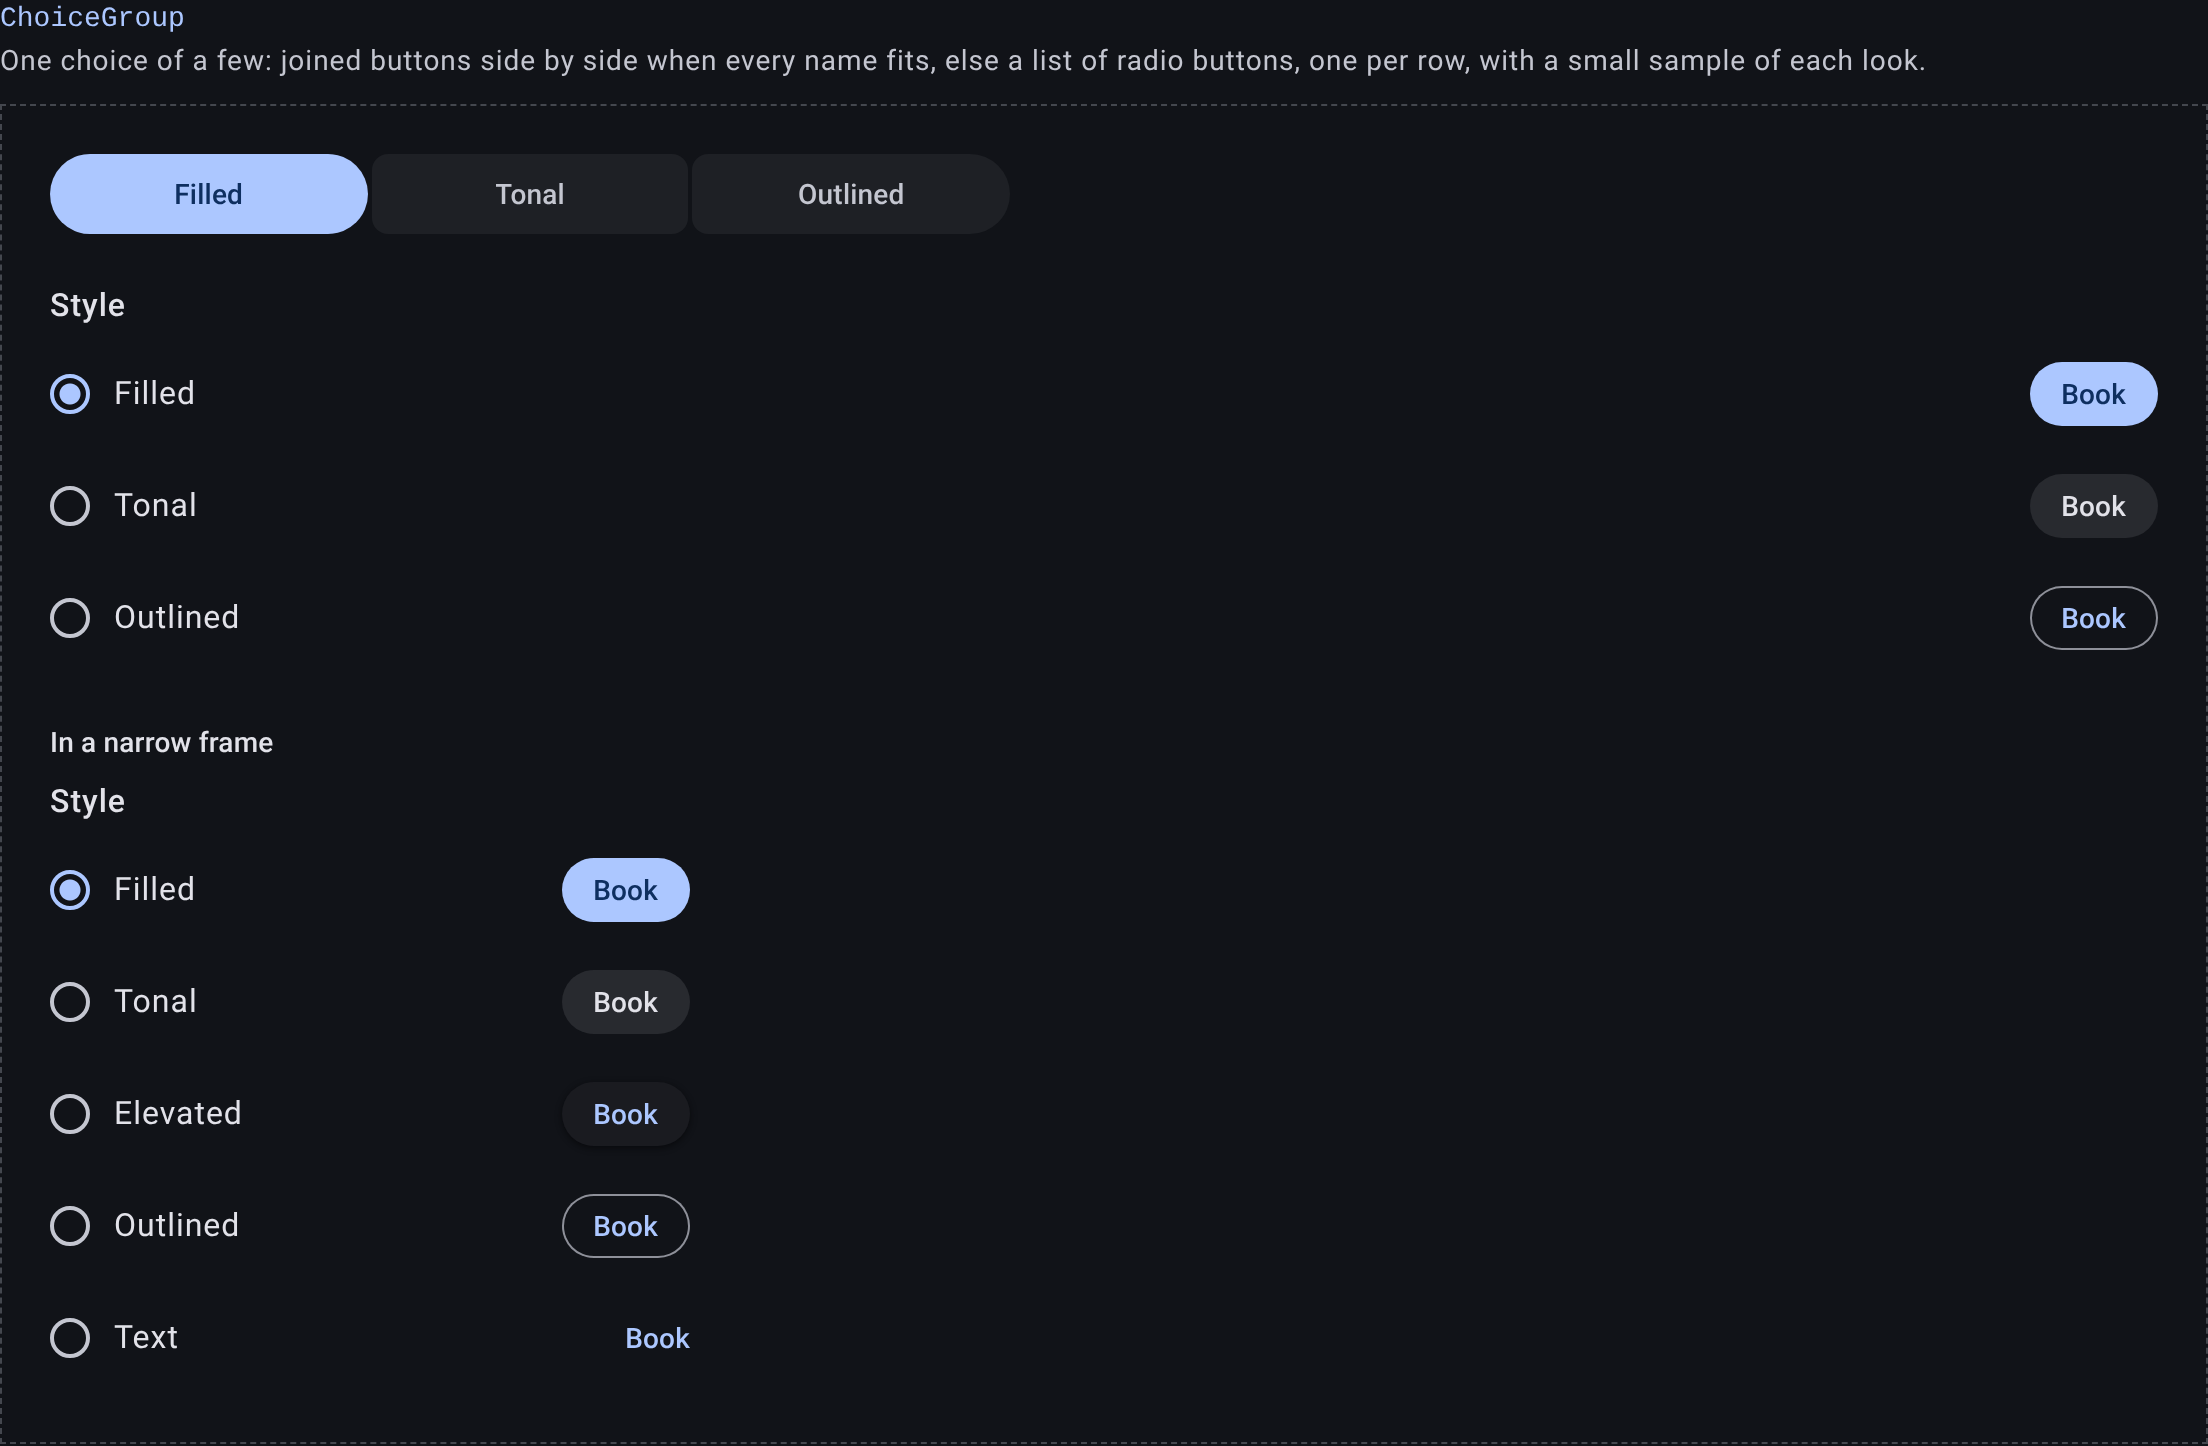 ChoiceGroup
One choice of a few: joined buttons side by side when every name fits, else a list of radio buttons, one per row, with a small sample of each look.
Filled Tonal Outlined
Style
Filled Book
Tonal Book
Outlined Book
In a narrow frame
Style
Filled Book
Tonal Book
Elevated Book
Outlined Book
Text Book